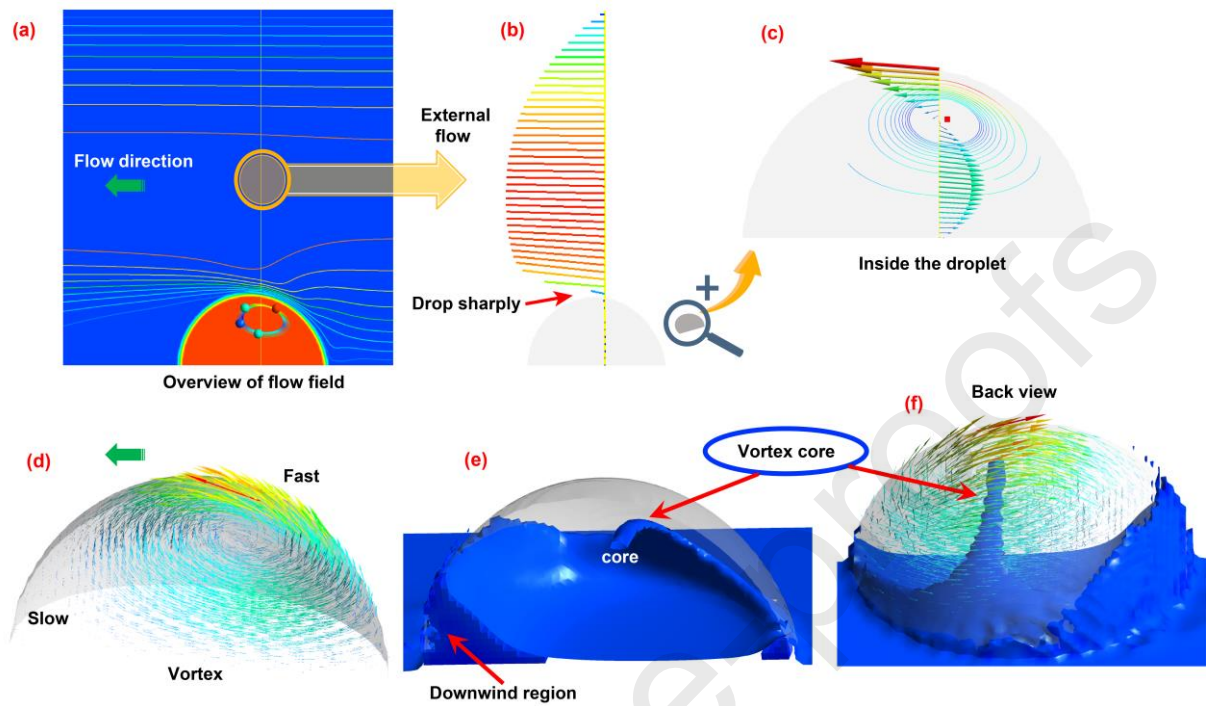 (a)
(b)
(c)
External
flow
Flow direction
Drop sharply
Inside the droplet
+
Overview of flow field
Back view
(f)
(d)
(e)
Fast
Vortex core
core
Slow
Vortex
Downwind region
e-proofs